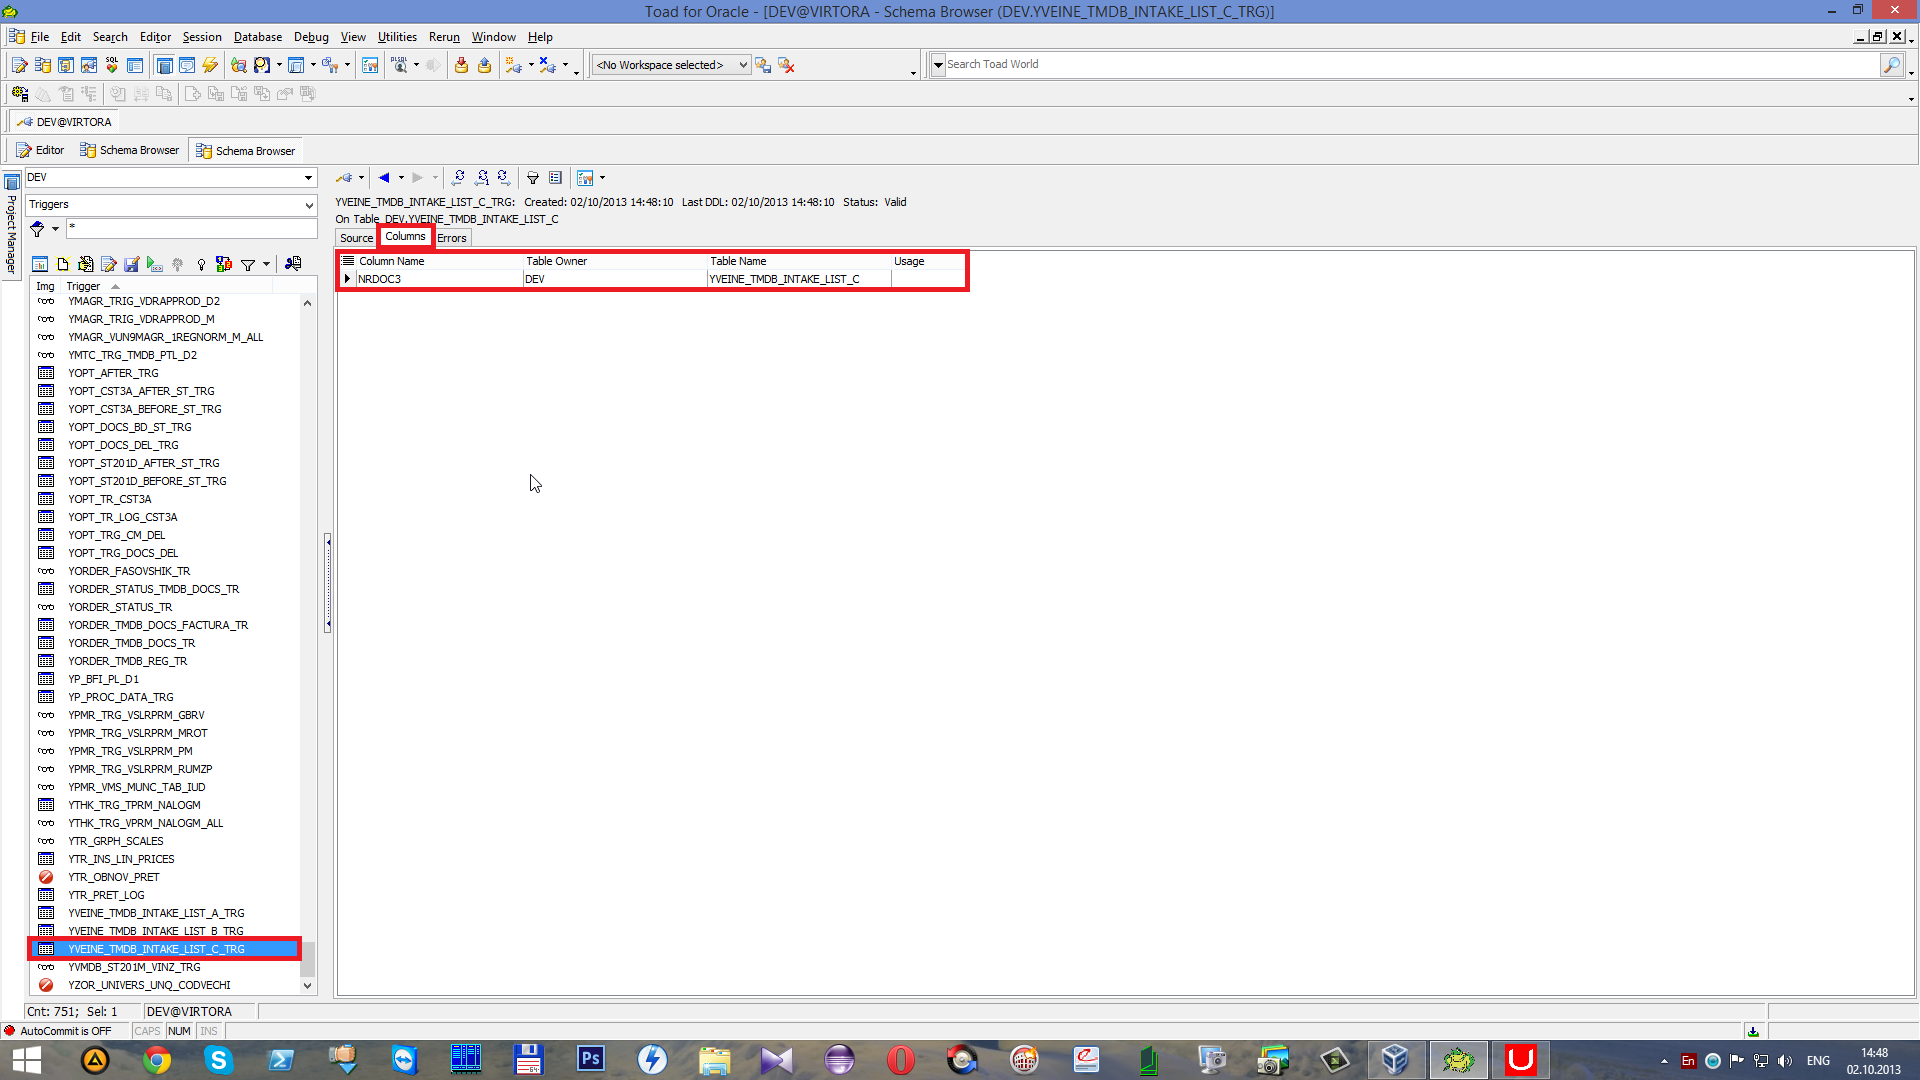 Toad for Oracle - [DEV@VIRTORA - Schema Browser (DEV.YVEINE_TMDB_INTAKE_LIST_C_TRG)]
File Edit Search Editor Session Database Debug View Utilities Rerun Window Help
SQL
PLSQL
<No Workspace selected>
Search Toad World
DEV@VIRTORA
Editor Schema Browser Schema Browser
Project Manager
DEV
Triggers
*
YVEINE_TMDB_INTAKE_LIST_C_TRG: Created: 02/10/2013 14:48:10 Last DDL: 02/10/2013 14:48:10 Status: Valid
On Table DEV.YVEINE_TMDB_INTAKE_LIST_C
Source Columns Errors
Column Name Table Owner Table Name Usage
NRDOC3 DEV YVEINE_TMDB_INTAKE_LIST_C
Img Trigger
YMAGR_TRIG_VDRAPPROD_D2
YMAGR_TRIG_VDRAPPROD_M
YMAGR_VUN9MAGR_1REGNORM_M_ALL
YMTC_TRG_TMDB_PTL_D2
YOPT_AFTER_TRG
YOPT_CST3A_AFTER_ST_TRG
YOPT_CST3A_BEFORE_ST_TRG
YOPT_DOCS_BD_ST_TRG
YOPT_DOCS_DEL_TRG
YOPT_ST201D_AFTER_ST_TRG
YOPT_ST201D_BEFORE_ST_TRG
YOPT_TR_CST3A
YOPT_TR_LOG_CST3A
YOPT_TRG_CM_DEL
YOPT_TRG_DOCS_DEL
YORDER_FASOVSHIK_TR
YORDER_STATUS_TMDB_DOCS_TR
YORDER_STATUS_TR
YORDER_TMDB_DOCS_FACTURA_TR
YORDER_TMDB_DOCS_TR
YORDER_TMDB_REG_TR
YP_BFI_PL_D1
YP_PROC_DATA_TRG
YPMR_TRG_VSLRPRM_GBRV
YPMR_TRG_VSLRPRM_MROT
YPMR_TRG_VSLRPRM_PM
YPMR_TRG_VSLRPRM_RUMZP
YPMR_VMS_MUNC_TAB_IUD
YTHK_TRG_TPRM_NALOGM
YTHK_TRG_VPRM_NALOGM_ALL
YTR_GRPH_SCALES
YTR_INS_LIN_PRICES
YTR_OBNOV_PRET
YTR_PRET_LOG
YVEINE_TMDB_INTAKE_LIST_A_TRG
YVEINE_TMDB_INTAKE_LIST_B_TRG
YVEINE_TMDB_INTAKE_LIST_C_TRG
YVMDB_ST201M_VINZ_TRG
YZOR_UNIVERS_UNQ_CODVECHI
Cnt: 751; Sel: 1 DEV@VIRTORA
AutoCommit is OFF CAPS NUM INS
64 Ps En ENG 14:48
02.10.2013